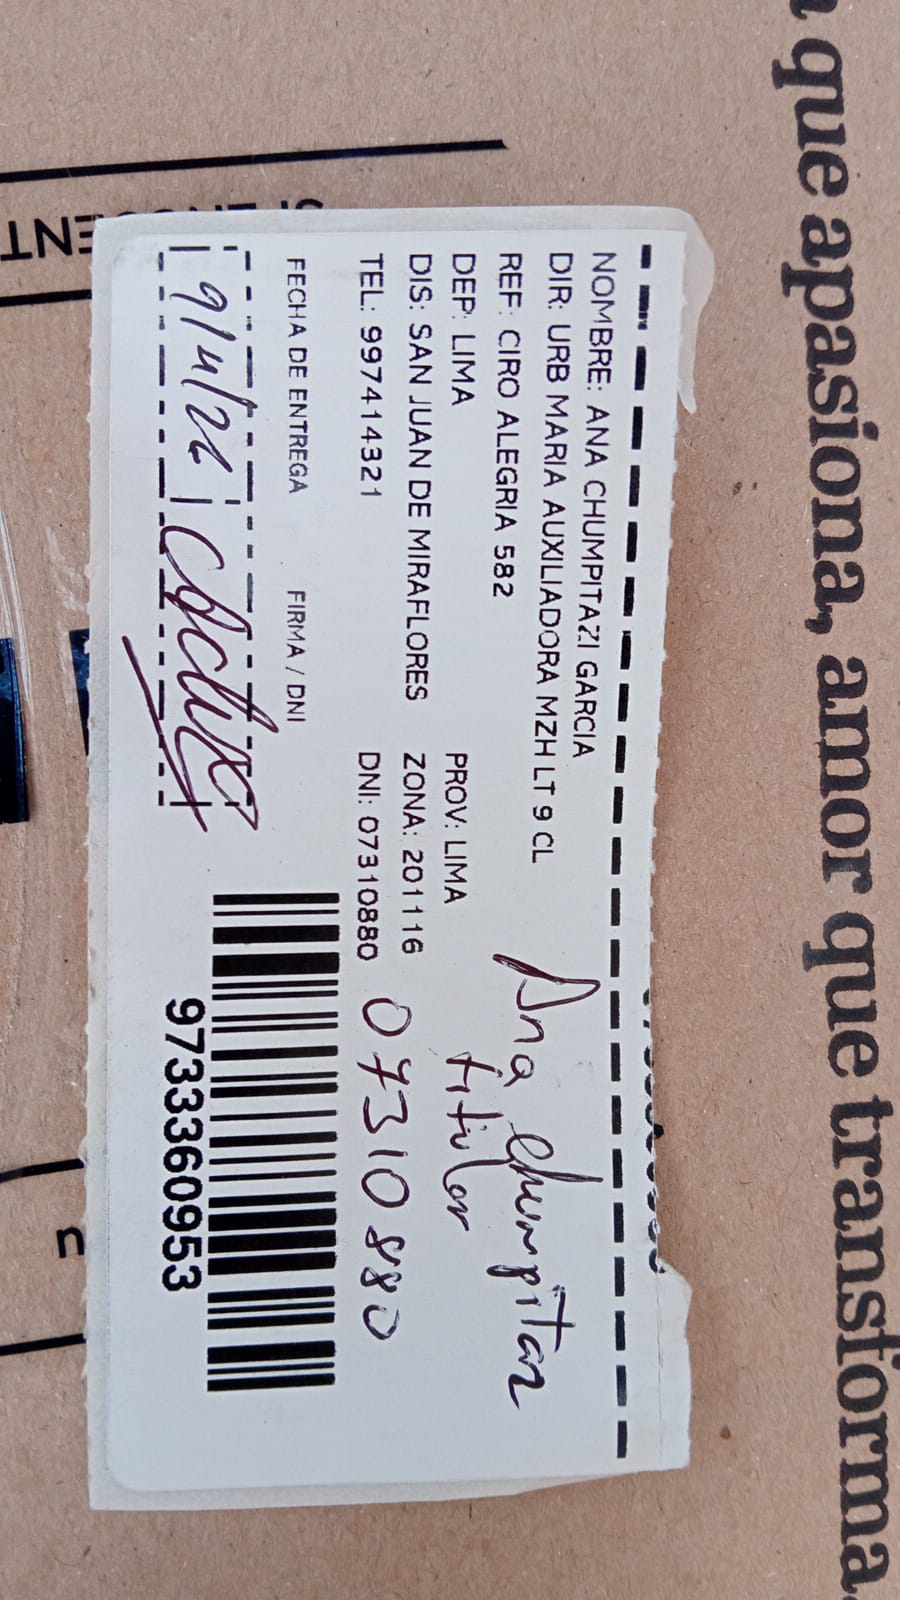 que apasiona, amor que transforma
NOMBRE: ANA CHUMPITAZI GARCIA
DIR: URB MARIA AUXILIADORA MZH LT 9 CL
REF: CIRO ALEGRIA 582
DEP: LIMA PROV: LIMA
DIS: SAN JUAN DE MIRAFLORES ZONA: 201116
TEL: 997414321 DNI: 07310880
Ana Chumpitaz
titular
07310880
FECHA DE ENTREGA FIRMA / DNI
9/4/22
9733360953